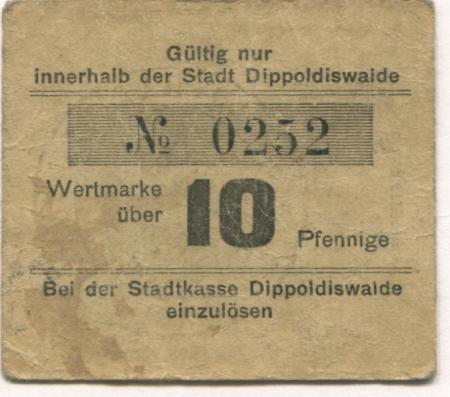 Gültig nur
innerhalb der Stadt Dippoldiswalde
№ 0252
Wertmarke
über
10
Pfennige
Bei der Stadtkasse Dippoldiswalde
einzulösen